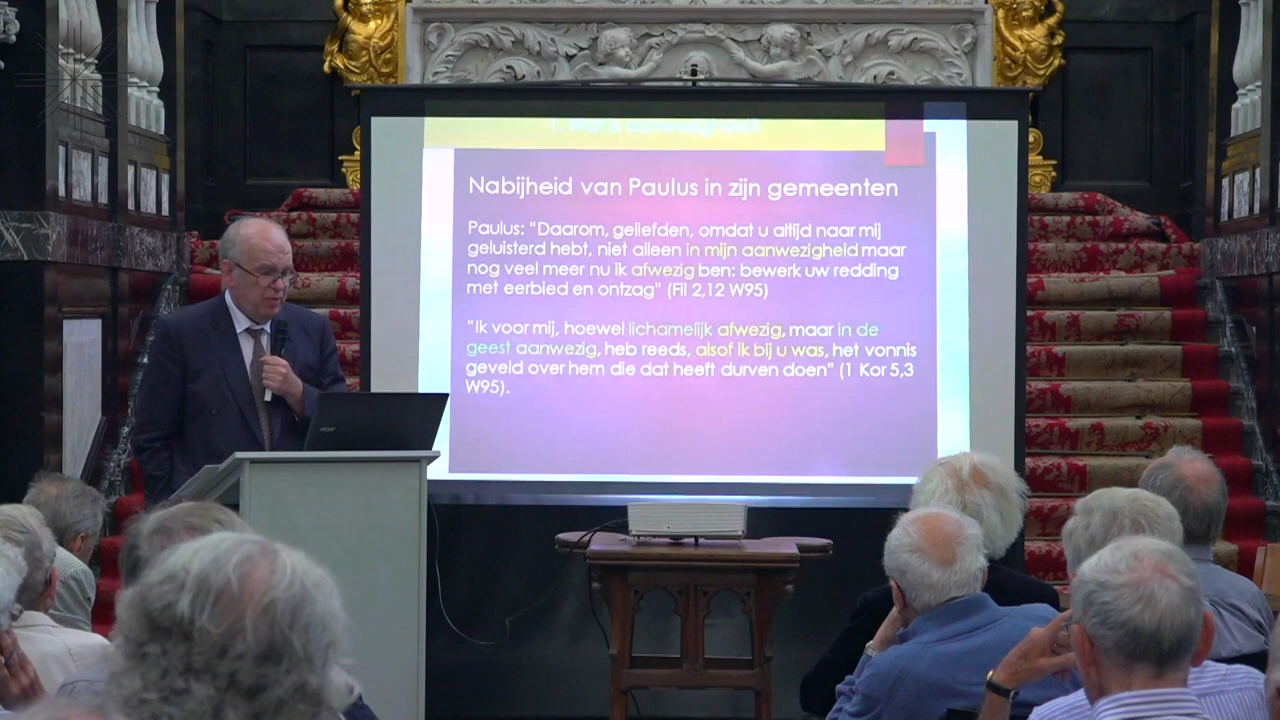 Nabijheid van Paulus in zijn gemeenten
Paulus: "Daarom, geliefden, omdat u altijd naar mij
geluisterd hebt, niet alleen in mijn aanwezigheid maar
nog veel meer nu ik afwezig ben: bewerk uw redding
met eerbied en ontzag" (Fil 2,12 W95)
"Ik voor mij, hoewel lichamelijk afwezig, maar in de
geest aanwezig, heb reeds, alsof ik bij u was, het vonnis
geveld over hem die dat heeft durven doen" (1 Kor 5,3
W95).
acer